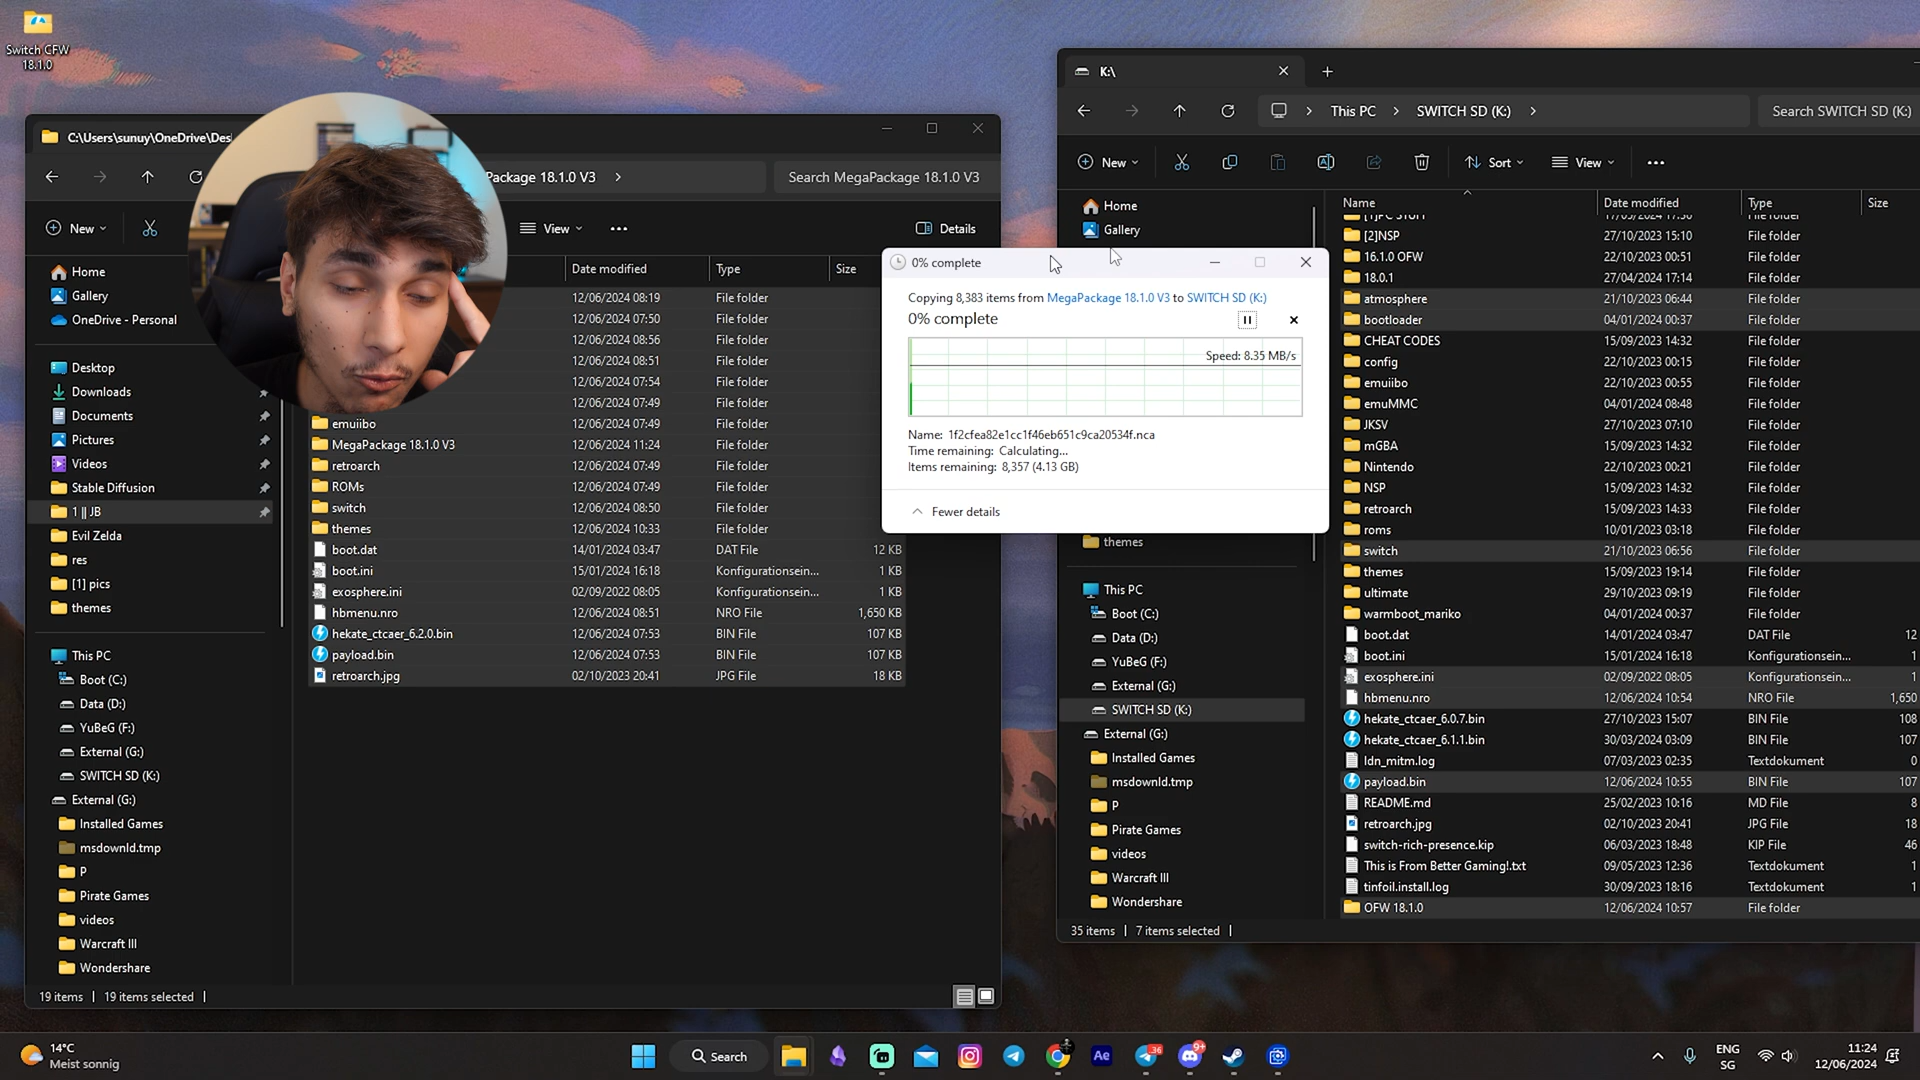 Switch CFW
18.1.0
C:\Users\sunuy\OneDrive\Des
Package 18.1.0 V3
Search MegaPackage 18.1.0 V3
New
View
Details
Date modified
Type
Size
Home
Gallery
OneDrive - Personal
Desktop
Downloads
Documents
Pictures
Videos
Stable Diffusion
1 || JB
Evil Zelda
res
[1] pics
themes
This PC
Boot (C:)
Data (D:)
YuBeG (F:)
External (G:)
SWITCH SD (K:)
External (G:)
Installed Games
msdownld.tmp
P
Pirate Games
videos
Warcraft III
Wondershare
12/06/2024 08:19 File folder
12/06/2024 07:50 File folder
12/06/2024 08:56 File folder
12/06/2024 08:51 File folder
12/06/2024 07:54 File folder
12/06/2024 07:49 File folder
emuiibo 12/06/2024 07:49 File folder
MegaPackage 18.1.0 V3 12/06/2024 11:24 File folder
retroarch 12/06/2024 07:49 File folder
ROMs 12/06/2024 07:49 File folder
switch 12/06/2024 08:50 File folder
themes 12/06/2024 10:33 File folder
boot.dat 14/01/2024 03:47 DAT File 12 KB
boot.ini 15/01/2024 16:18 Konfigurationsein... 1 KB
exosphere.ini 02/09/2022 08:05 Konfigurationsein... 1 KB
hbmenu.nro 12/06/2024 08:51 NRO File 1,650 KB
hekate_ctcaer_6.2.0.bin 12/06/2024 07:53 BIN File 107 KB
payload.bin 12/06/2024 07:53 BIN File 107 KB
retroarch.jpg 02/10/2023 20:41 JPG File 18 KB
19 items | 19 items selected |
0% complete
Copying 8,383 items from MegaPackage 18.1.0 V3 to SWITCH SD (K:)
0% complete
Speed: 8.35 MB/s
Name: 1f2cfea82e1cc1f46eb651c9ca20534f.nca
Time remaining: Calculating...
Items remaining: 8,357 (4.13 GB)
Fewer details
K:\
This PC > SWITCH SD (K:) >
Search SWITCH SD (K:)
New
Sort
View
Home
Gallery
themes
This PC
Boot (C:)
Data (D:)
YuBeG (F:)
External (G:)
SWITCH SD (K:)
External (G:)
Installed Games
msdownld.tmp
P
Pirate Games
videos
Warcraft III
Wondershare
Name Date modified Type Size
[2]NSP 27/10/2023 15:10 File folder
16.1.0 OFW 22/10/2023 00:51 File folder
18.0.1 27/04/2024 17:14 File folder
atmosphere 21/10/2023 06:44 File folder
bootloader 04/01/2024 00:37 File folder
CHEAT CODES 15/09/2023 14:32 File folder
config 22/10/2023 00:15 File folder
emuiibo 22/10/2023 00:55 File folder
emuMMC 04/01/2024 08:48 File folder
JKSV 27/10/2023 07:10 File folder
mGBA 15/09/2023 14:32 File folder
Nintendo 22/10/2023 00:21 File folder
NSP 15/09/2023 14:32 File folder
retroarch 15/09/2023 14:33 File folder
roms 10/01/2023 03:18 File folder
switch 21/10/2023 06:56 File folder
themes 15/09/2023 19:14 File folder
ultimate 29/10/2023 09:19 File folder
warmboot_mariko 04/01/2024 00:37 File folder
boot.dat 14/01/2024 03:47 DAT File 12
boot.ini 15/01/2024 16:18 Konfigurationsein... 1
exosphere.ini 02/09/2022 08:05 Konfigurationsein... 1
hbmenu.nro 12/06/2024 10:54 NRO File 1,650
hekate_ctcaer_6.0.7.bin 27/10/2023 15:07 BIN File 108
hekate_ctcaer_6.1.1.bin 30/03/2024 03:09 BIN File 107
ldn_mitm.log 07/03/2023 02:35 Textdokument 0
payload.bin 12/06/2024 10:55 BIN File 107
README.md 25/02/2023 10:16 MD File 8
retroarch.jpg 02/10/2023 20:41 JPG File 18
switch-rich-presence.kip 06/03/2023 18:48 KIP File 46
This is From Better Gaming!.txt 09/05/2023 12:36 Textdokument 1
tinfoil.install.log 30/09/2023 18:16 Textdokument 1
OFW 18.1.0 12/06/2024 10:57 File folder
35 items | 7 items selected |
14°C
Meist sonnig
Search
Ae
36
9+
ENG
SG
11:24
12/06/2024